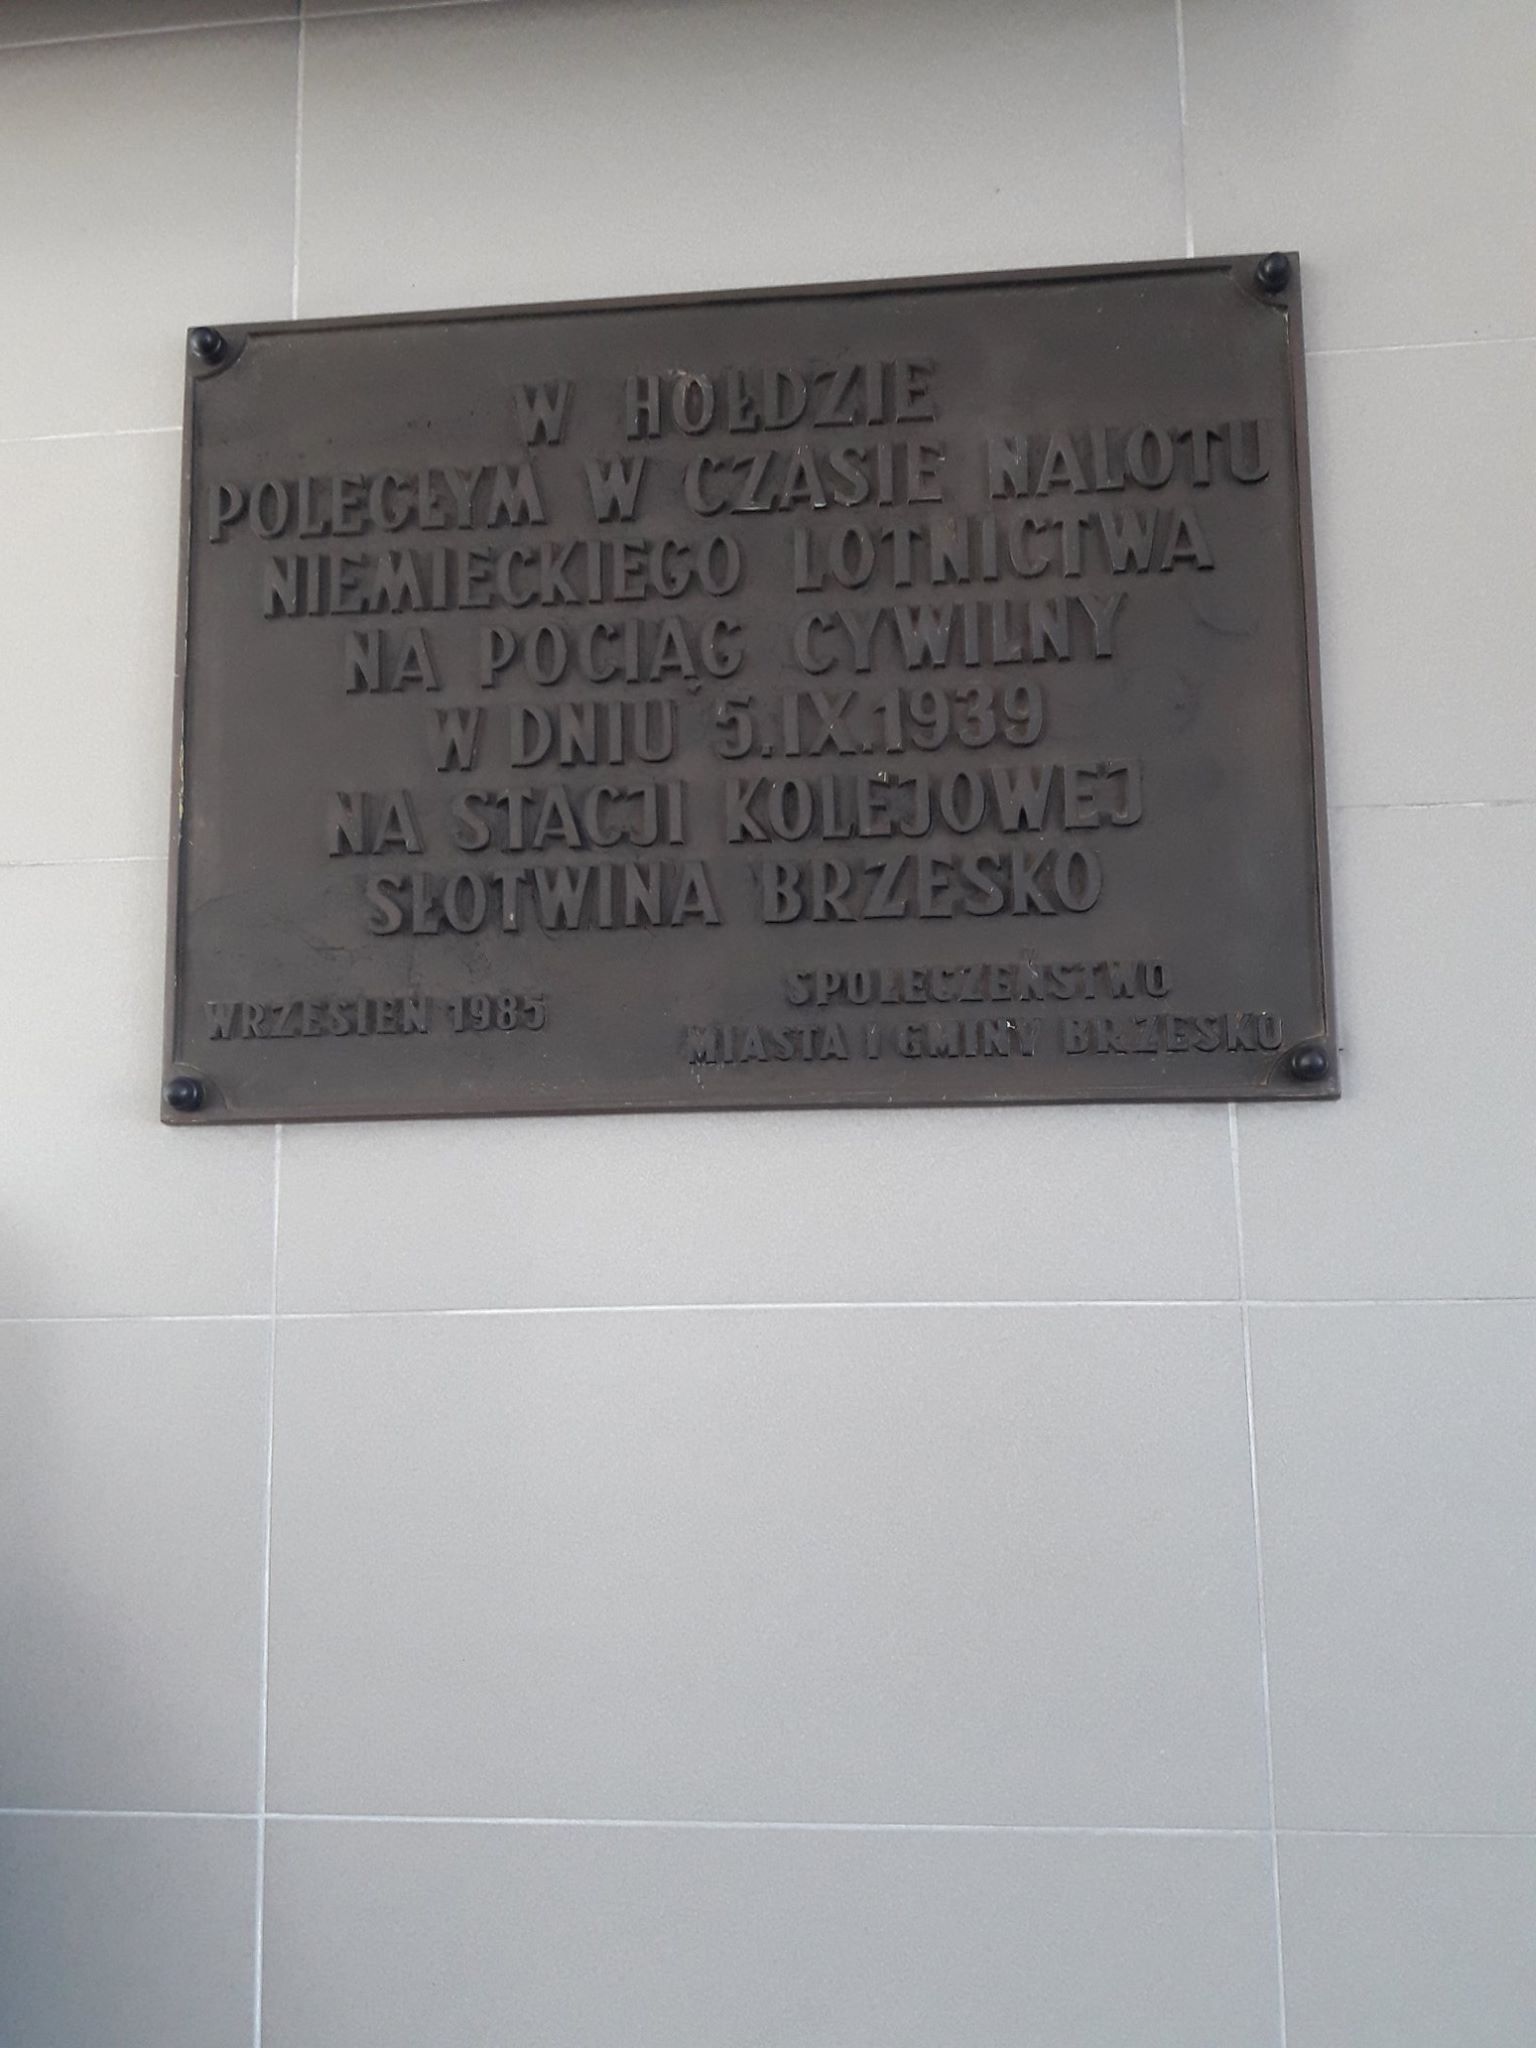 W HOŁDZIE
POLEGŁYM W CZASIE NALOTU
NIEMIECKIEGO LOTNICTWA
NA POCIĄG CYWILNY
W DNIU 5.IX.1939
NA STACJI KOLEJOWEJ
SŁOTWINA BRZESKO
WRZESIEŃ 1985
SPOŁECZEŃSTWO
MIASTA I GMINY BRZESKO